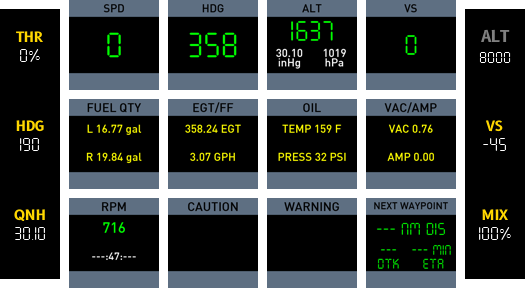 SPD HDG ALT VS
THR
0%
0
358
1637
30.10 1019
inHg hPa
0
ALT
8000
FUEL QTY EGT/FF OIL VAC/AMP
HDG
190
L 16.77 gal
R 19.84 gal
358.24 EGT
3.07 GPH
TEMP 159 F
PRESS 32 PSI
VAC 0.76
AMP 0.00
VS
-45
RPM CAUTION WARNING NEXT WAYPOINT
QNH
30.10
716
---:47:---
--- NM DIS
--- --- MIN
DTK ETA
MIX
100%